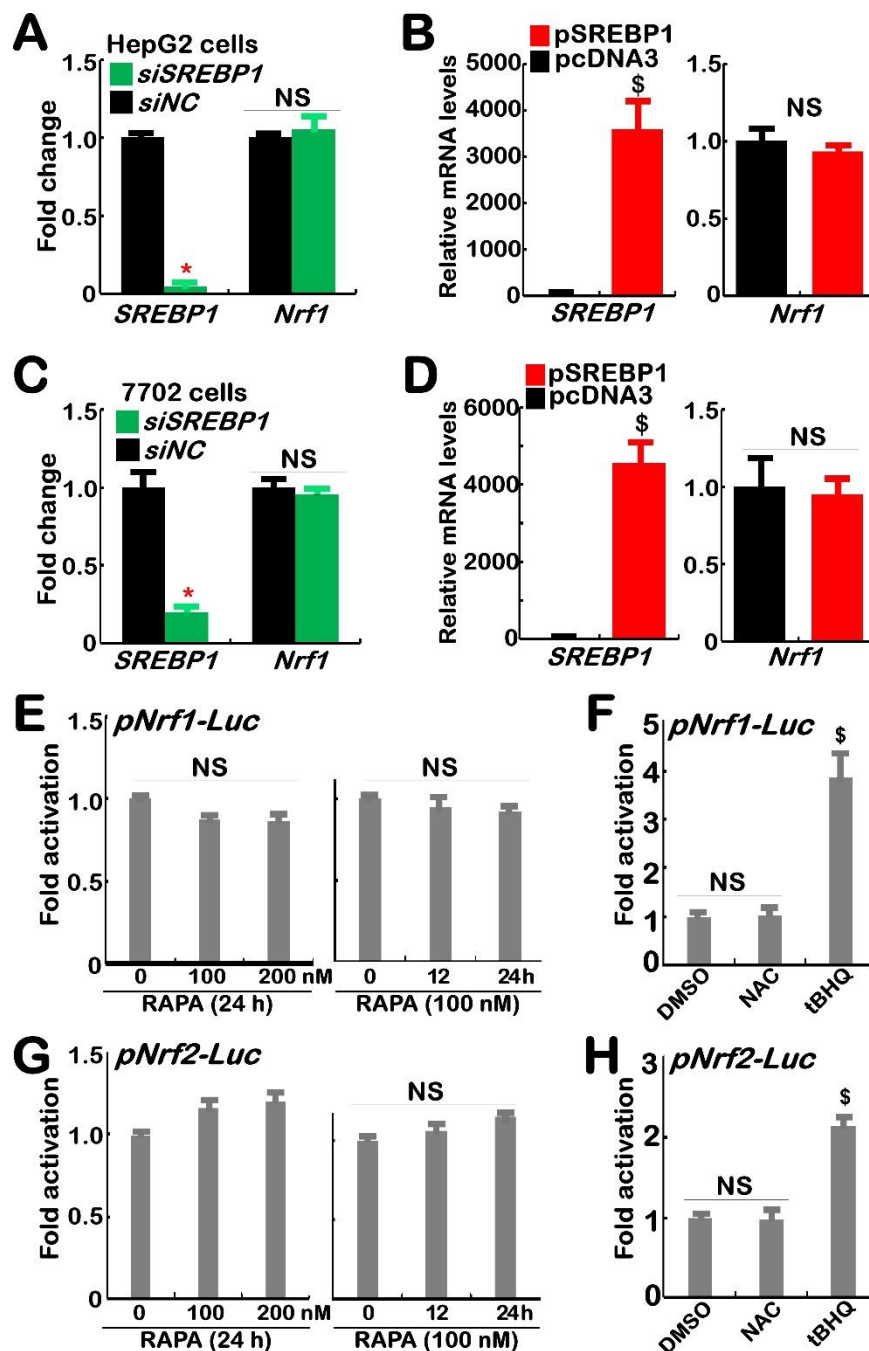 A
HepG2 cells
siSREBP1
siNC
Fold change
1.5
1.0
0.5
0
NS
*
SREBP1 Nrf1
B
pSREBP1
pcDNA3
Relative mRNA levels
5000
4000
3000
2000
1000
0
$
SREBP1
1.5
1.0
0.5
0
NS
Nrf1
C
7702 cells
siSREBP1
siNC
Fold change
1.5
1.0
0.5
0
NS
*
SREBP1 Nrf1
D
pSREBP1
pcDNA3
Relative mRNA levels
6000
4000
2000
0
$
SREBP1
1.5
1.0
0.5
0
NS
Nrf1
E
pNrf1-Luc
Fold activation
1.5
1.0
0.5
0
NS
0 100 200 nM
RAPA (24 h)
NS
0 12 24h
RAPA (100 nM)
F
pNrf1-Luc
Fold activation
5
4
3
2
1
0
NS
$
DMSO NAC tBHQ
G
pNrf2-Luc
Fold activation
1.5
1.0
0.5
0
0 100 200 nM
RAPA (24 h)
NS
0 12 24h
RAPA (100 nM)
H
pNrf2-Luc
Fold activation
3
2
1
0
NS
$
DMSO NAC tBHQ